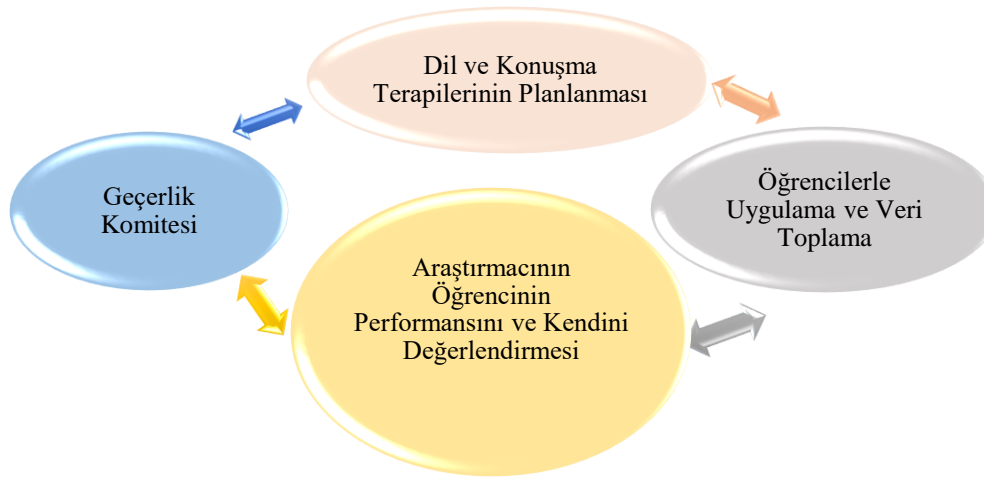 Dil ve Konuşma
Terapilerinin Planlanması
Geçerlik
Komitesi
Öğrencilerle
Uygulama ve Veri
Toplama
Araştırmacının
Öğrencinin
Performansını ve Kendini
Değerlendirmesi